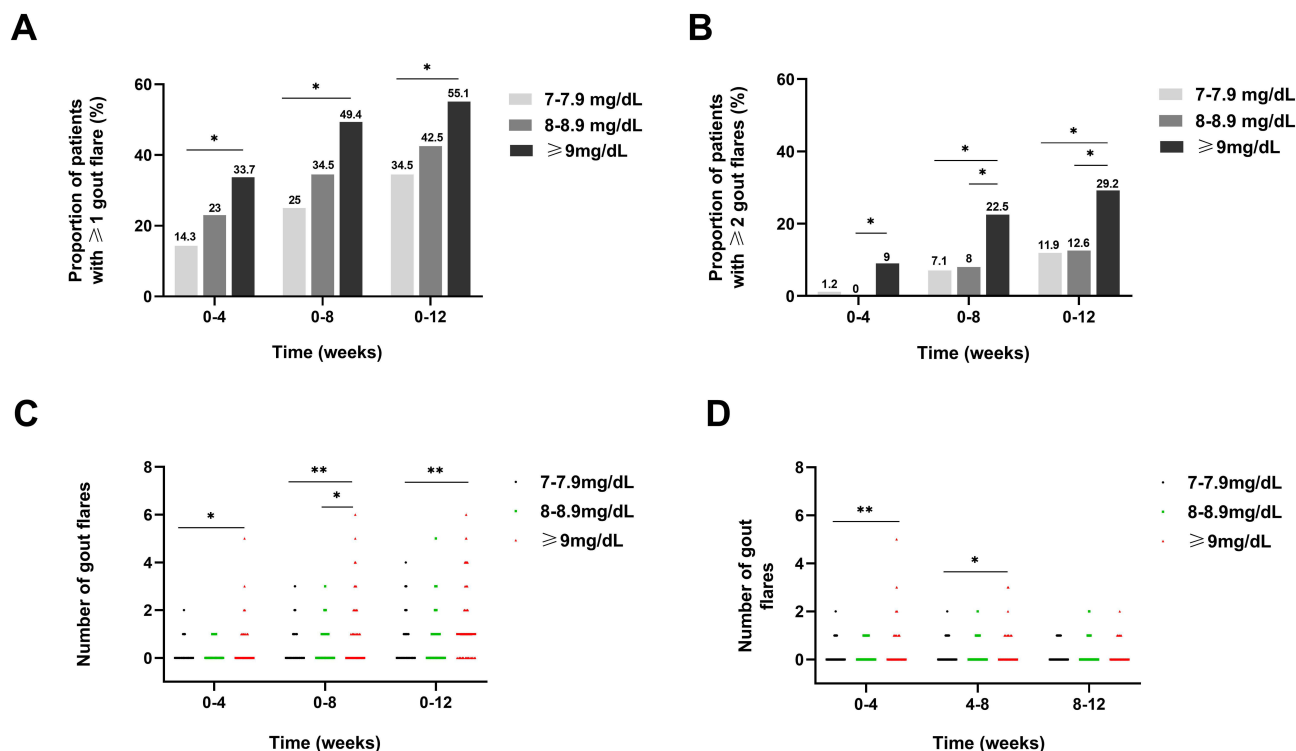 A
Proportion of patients
with ⩾ 1 gout flare (%)
60
40
20
0
14.3
23
33.7
*
25
34.5
49.4
*
34.5
42.5
55.1
*
0-4
0-8
0-12
Time (weeks)
7-7.9 mg/dL
8-8.9 mg/dL
⩾ 9mg/dL
B
Proportion of patients
with ⩾ 2 gout flares (%)
60
40
20
0
1.2
0
9
*
7.1
8
22.5
*
*
11.9
12.6
29.2
*
*
0-4
0-8
0-12
Time (weeks)
7-7.9 mg/dL
8-8.9 mg/dL
⩾ 9mg/dL
C
Number of gout flares
8
6
4
2
0
*
**
*
**
0-4
0-8
0-12
Time (weeks)
7-7.9mg/dL
8-8.9mg/dL
⩾ 9mg/dL
D
Number of gout
flares
8
6
4
2
0
**
*
0-4
4-8
8-12
Time (weeks)
7-7.9mg/dL
8-8.9mg/dL
⩾ 9mg/dL